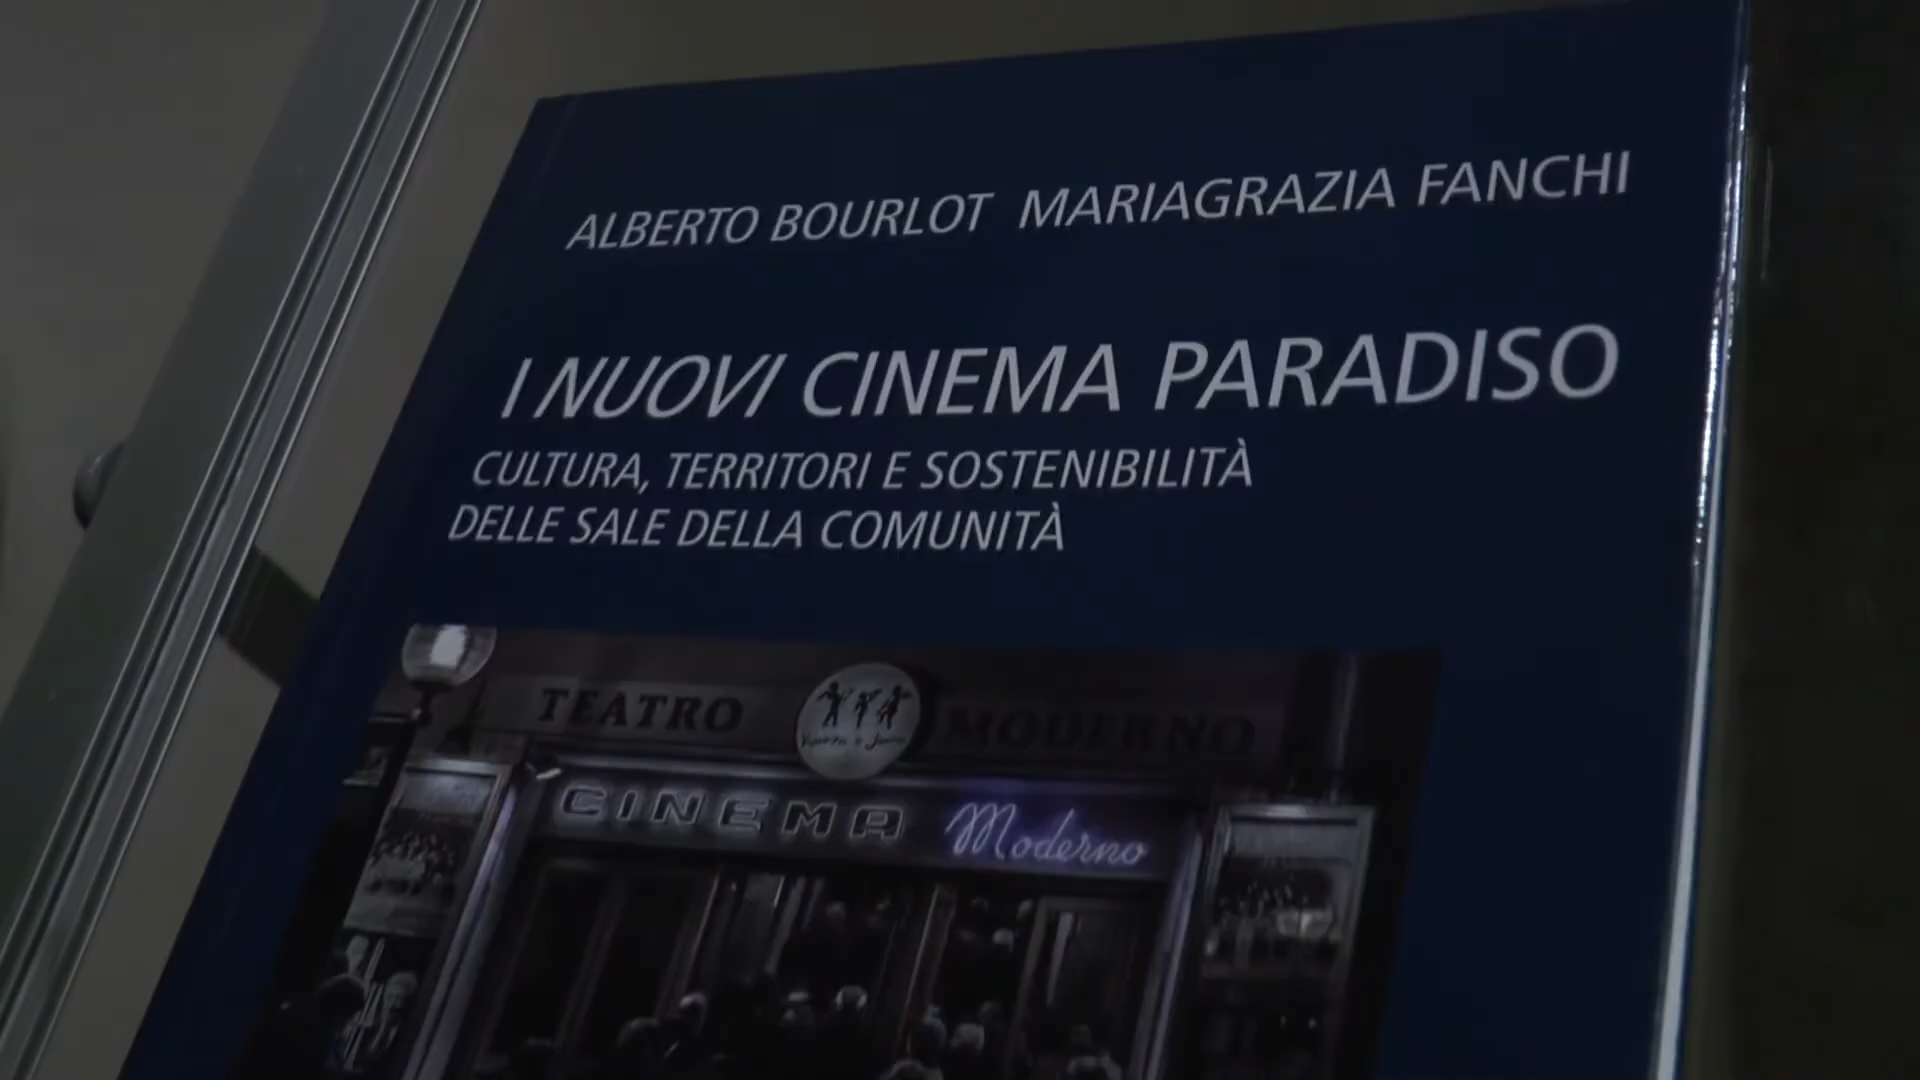 ALBERTO BOURLOT MARIAGRAZIA FANCHI
I NUOVI CINEMA PARADISO
CULTURA, TERRITORI E SOSTENIBILITÀ
DELLE SALE DELLA COMUNITÀ
TEATRO MODERNO
CINEMA Moderno